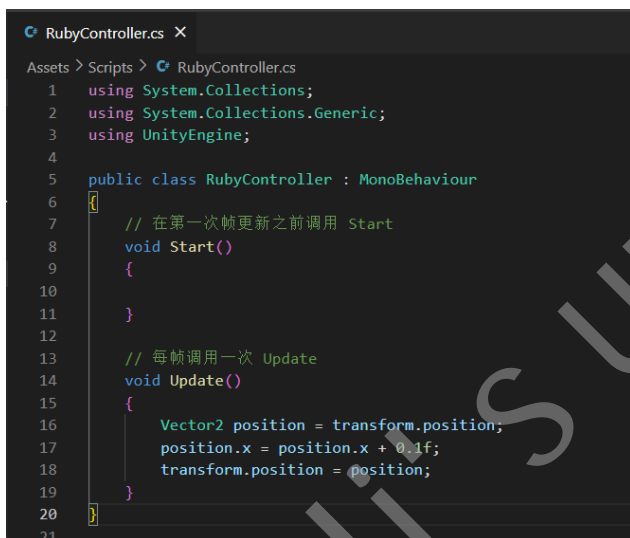 RubyController.cs
Assets > Scripts > RubyController.cs
1 using System.Collections;
2 using System.Collections.Generic;
3 using UnityEngine;
4
5 public class RubyController : MonoBehaviour
6 {
7 // 在第一次帧更新之前调用 Start
8 void Start()
9 {
10
11 }
12
13 // 每帧调用一次 Update
14 void Update()
15 {
16 Vector2 position = transform.position;
17 position.x = position.x + 0.1f;
18 transform.position = position;
19 }
20 }
21